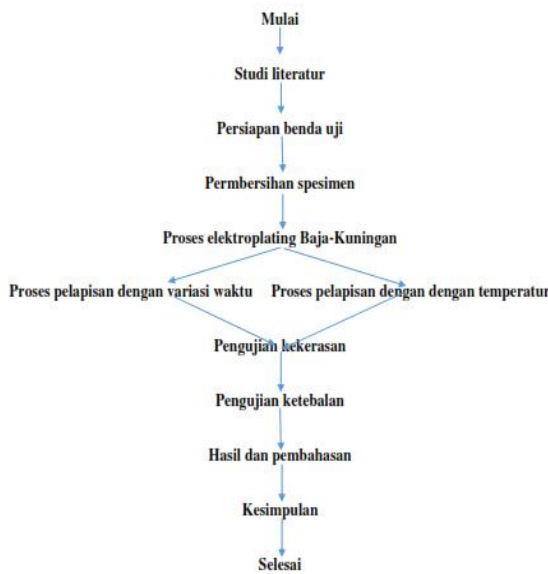 Mulai
Studi literatur
Persiapan benda uji
Permbersihan spesimen
Proses elektroplating Baja-Kuningan
Proses pelapisan dengan variasi waktu
Proses pelapisan dengan dengan temperatur
Pengujian kekerasan
Pengujian ketebalan
Hasil dan pembahasan
Kesimpulan
Selesai